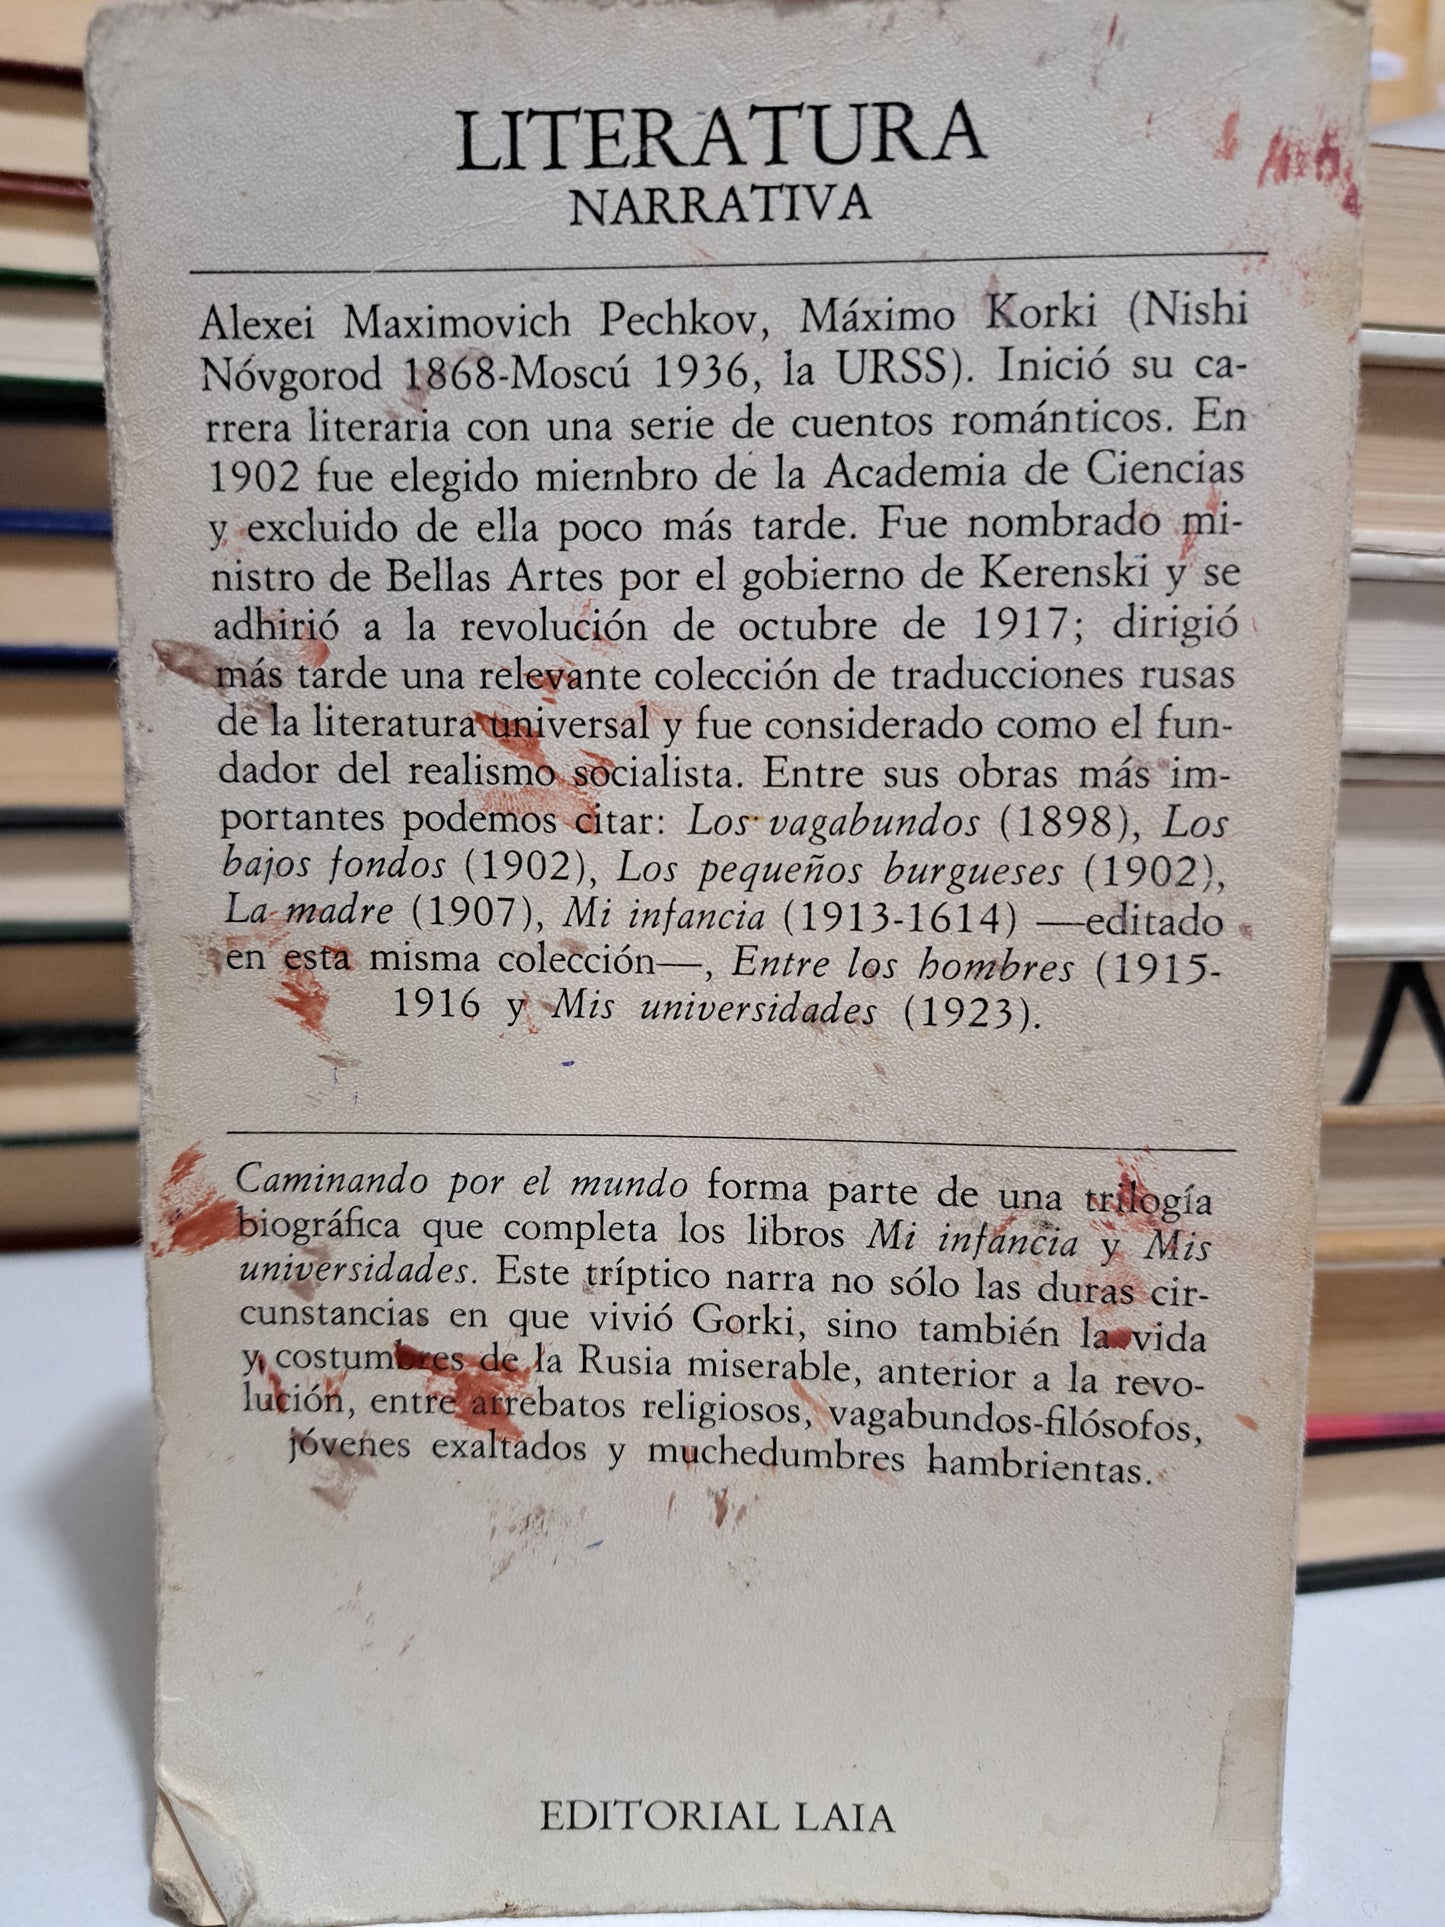 LITERATURA
NARRATIVA
Alexei Maximovich Pechkov, Máximo Korki (Nishi
Nóvgorod 1868-Moscú 1936, la URSS). Inició su ca-
rrera literaria con una serie de cuentos románticos. En
1902 fue elegido miembro de la Academia de Ciencias
y excluido de ella poco más tarde. Fue nombrado mi-
nistro de Bellas Artes por el gobierno de Kerenski y se
adhirió a la revolución de octubre de 1917; dirigió
más tarde una relevante colección de traducciones rusas
de la literatura universal y fue considerado como el fun-
dador del realismo socialista. Entre sus obras más im-
portantes podemos citar: Los vagabundos (1898), Los
bajos fondos (1902), Los pequeños burgueses (1902),
La madre (1907), Mi infancia (1913-1614) —editado
en esta misma colección—, Entre los hombres (1915-
1916 y Mis universidades (1923).
Caminando por el mundo forma parte de una trilogía
biográfica que completa los libros Mi infancia y Mis
universidades. Este tríptico narra no sólo las duras cir-
cunstancias en que vivió Gorki, sino también la vida
y costumbres de la Rusia miserable, anterior a la revo-
lución, entre arrebatos religiosos, vagabundos-filósofos,
jóvenes exaltados y muchedumbres hambrientas.
EDITORIAL LAIA